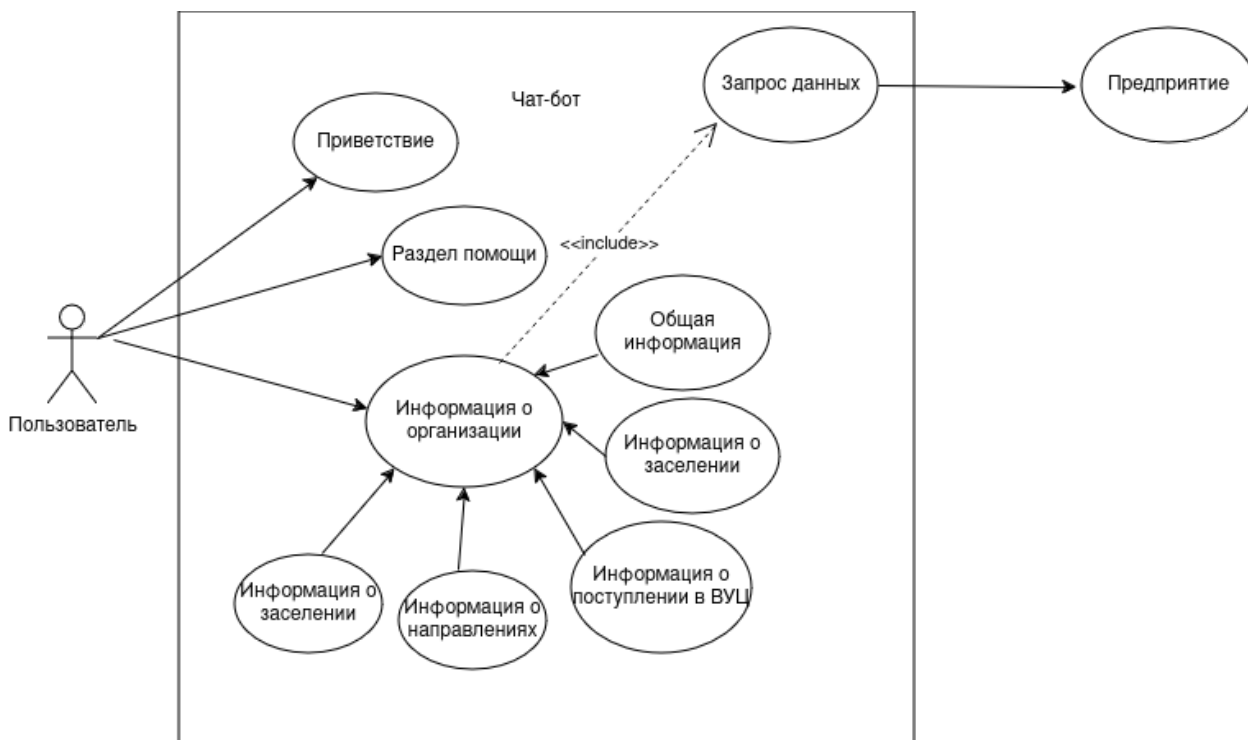 Чат-бот
Запрос данных
Предприятие
Приветствие
Раздел помощи
<<include>>
Общая
информация
Пользователь
Информация о
организации
Информация о
заселении
Информация о
заселении
Информация о
направлениях
Информация о
поступлении в ВУЦ